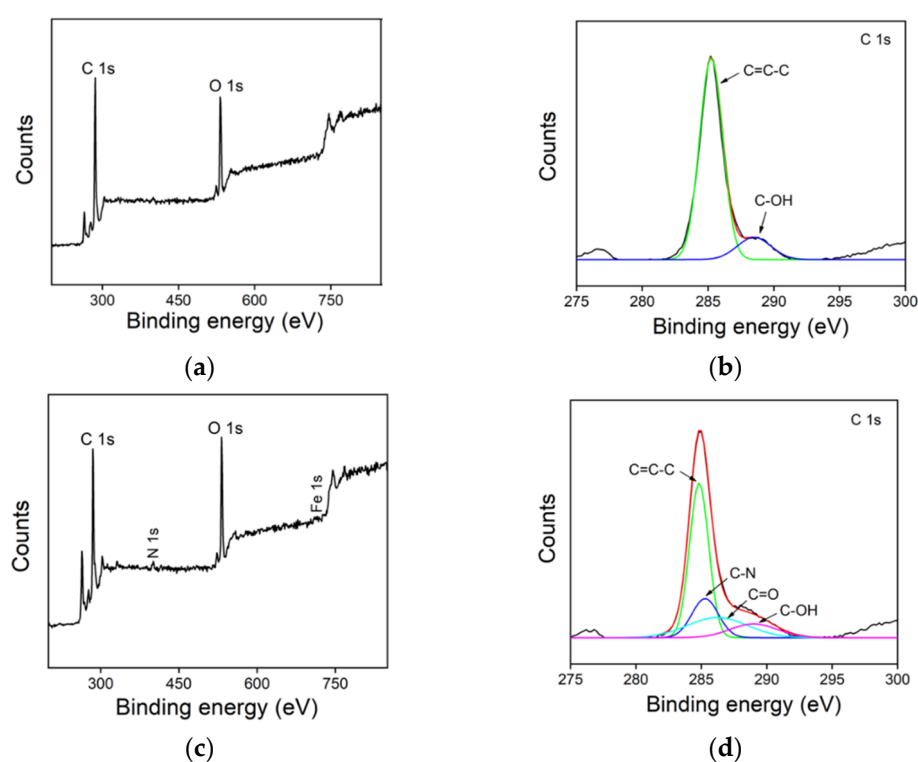 C 1s
O 1s
Counts
300 450 600 750
Binding energy (eV)
(a)
C 1s
C=C-C
C-OH
Counts
275 280 285 290 295 300
Binding energy (eV)
(b)
C 1s
O 1s
N 1s
Fe 1s
Counts
300 450 600 750
Binding energy (eV)
(c)
C 1s
C=C-C
C-N
C=O
C-OH
Counts
275 280 285 290 295 300
Binding energy (eV)
(d)